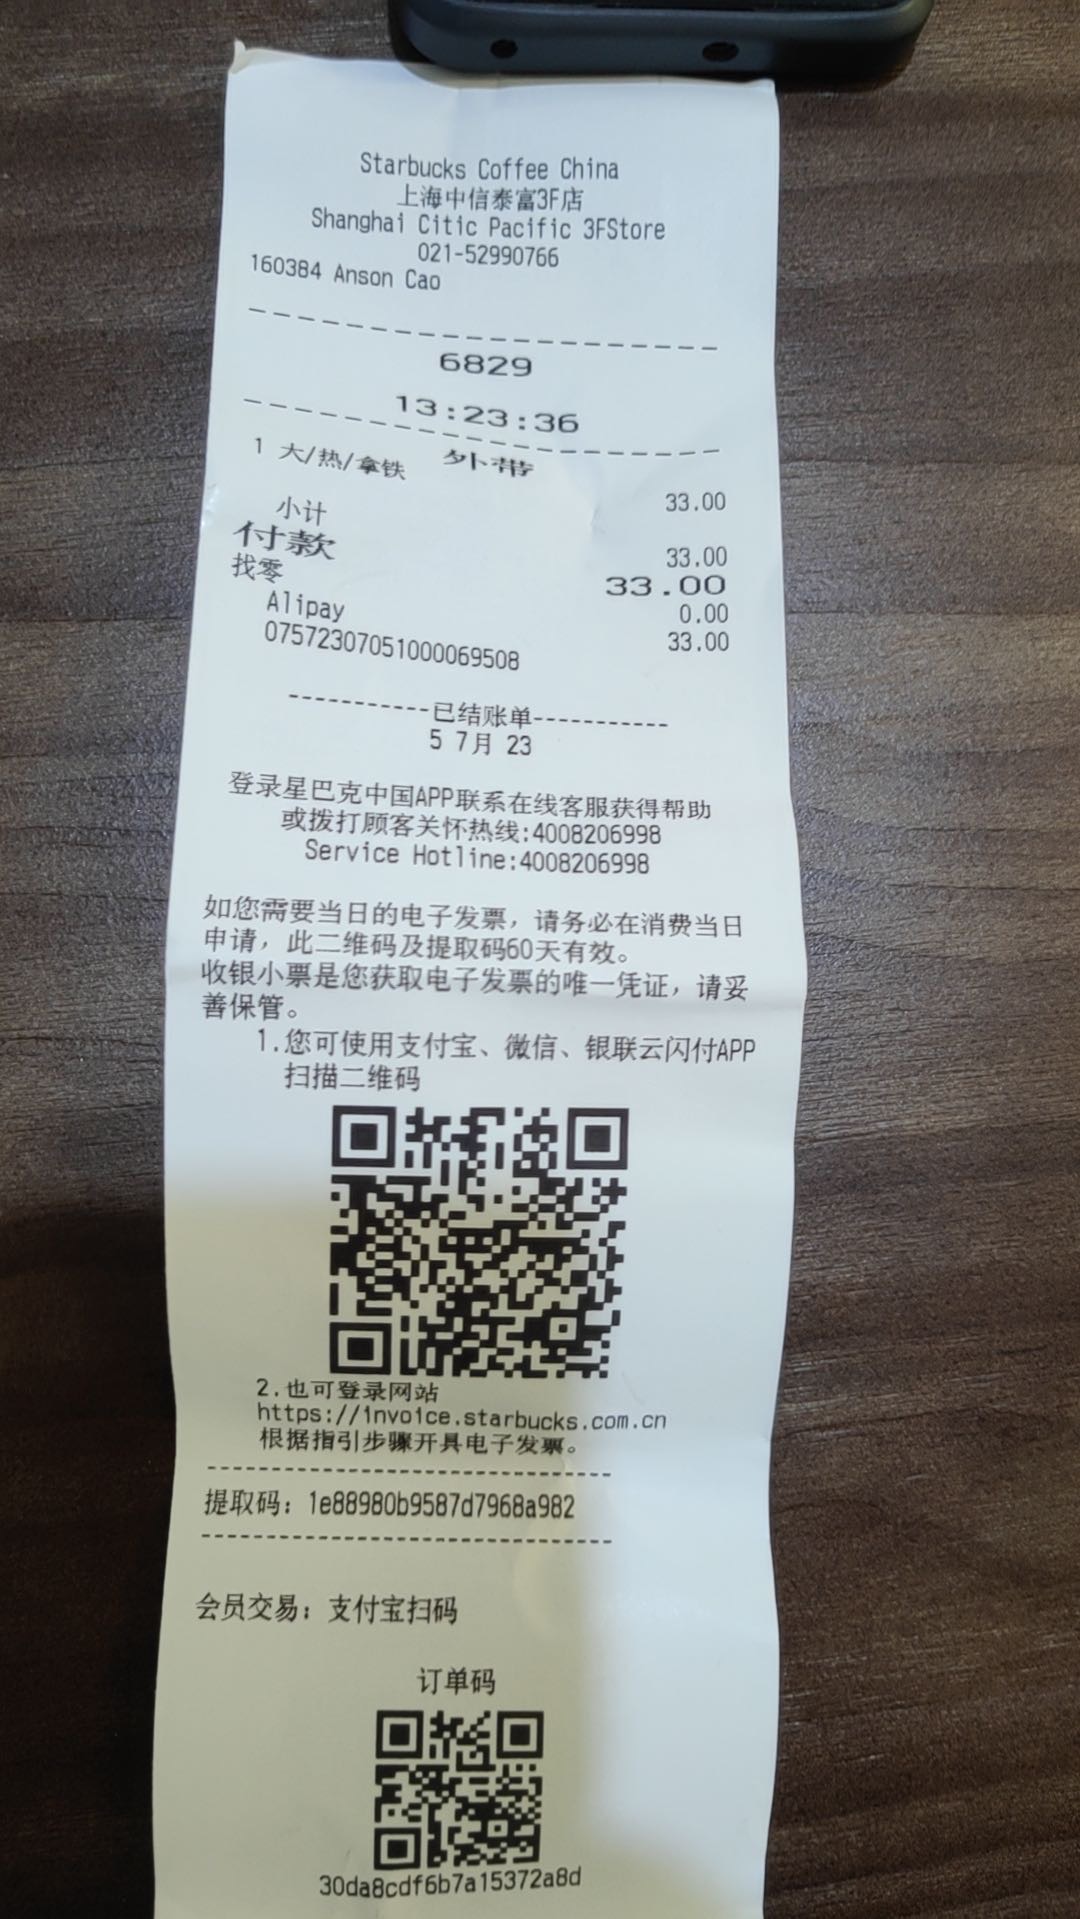 Starbucks Coffee China
上海中信泰富3F店
Shanghai Citic Pacific 3FStore
021-52990766
160384 Anson Cao
6829
13:23:36
外带
1 大/热/拿铁 33.00
小计 33.00
付款 33.00
找零 0.00
Alipay 33.00
07572307051000069508
-----------已结账单-----------
5 7月 23
登录星巴克中国APP联系在线客服获得帮助
或拨打顾客关怀热线:4008206998
Service Hotline:4008206998
如您需要当日的电子发票，请务必在消费当日
申请，此二维码及提取码60天有效。
收银小票是您获取电子发票的唯一凭证，请妥
善保管。
1.您可使用支付宝、微信、银联云闪付APP
扫描二维码
2.也可登录网站
https://invoice.starbucks.com.cn
根据指引步骤开具电子发票。
提取码：1e88980b9587d7968a982
会员交易：支付宝扫码
订单码
30da8cdf6b7a15372a8d